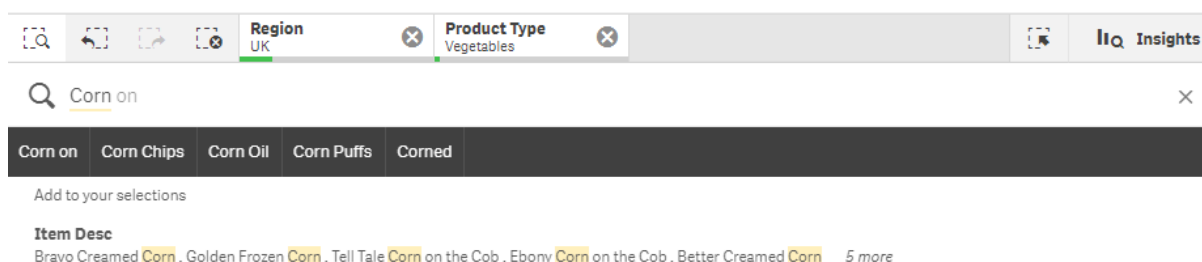 Region
UK
Product Type
Vegetables
Insights
Corn on
Corn on Corn Chips Corn Oil Corn Puffs Corned
Add to your selections
Item Desc
Bravo Creamed Corn , Golden Frozen Corn , Tell Tale Corn on the Cob , Ebony Corn on the Cob , Better Creamed Corn 5 more